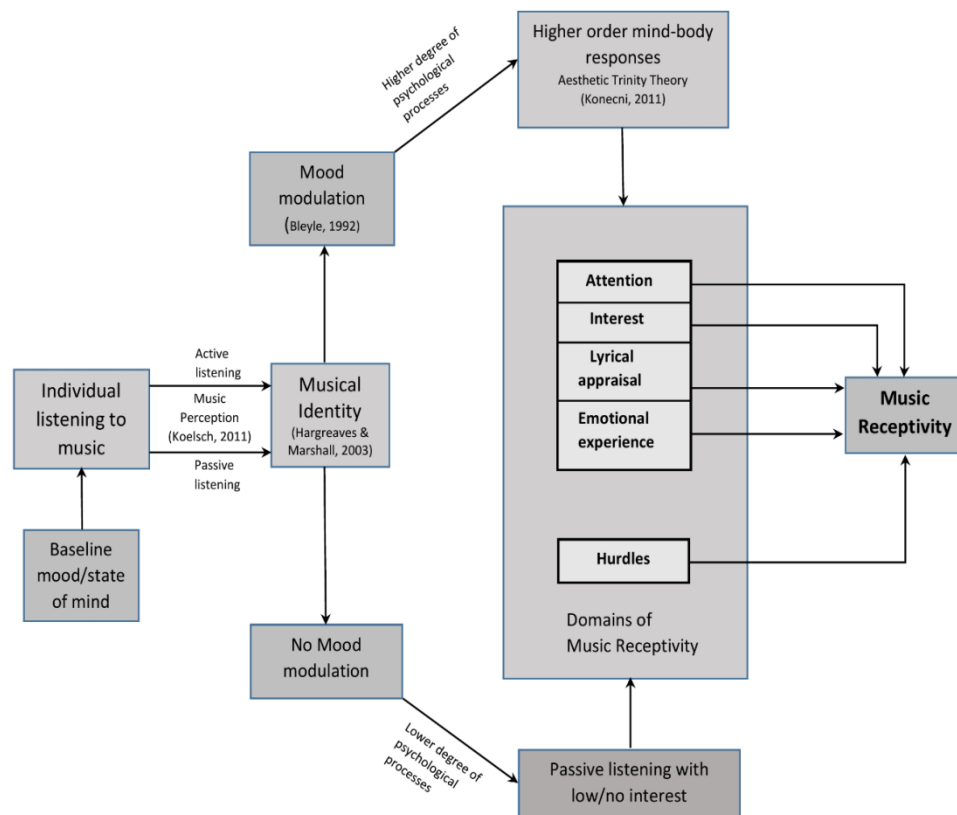 Higher order mind-body
responses
Aesthetic Trinity Theory
(Konecni, 2011)
Higher degree of
psychological
processes
Mood
modulation
(Bleyle, 1992)
Attention
Interest
Lyrical
appraisal
Emotional
experience
Active
listening
Music
Perception
(Koelsch, 2011)
Passive
listening
Individual
listening to
music
Musical
Identity
(Hargreaves &
Marshall, 2003)
Music
Receptivity
Baseline
mood/state
of mind
Hurdles
Domains of
Music Receptivity
No Mood
modulation
Lower degree of
psychological
processes
Passive listening with
low/no interest